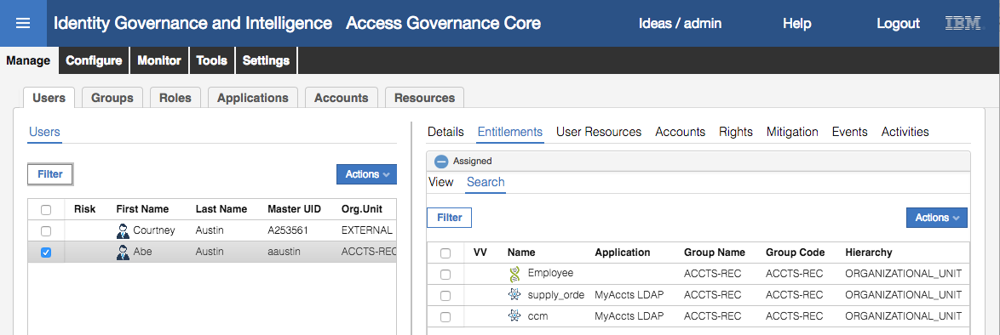 Identity Governance and Intelligence Access Governance Core Ideas / admin Help Logout IBM
Manage Configure Monitor Tools Settings
Users Groups Roles Applications Accounts Resources
Users
Filter Actions
Risk First Name Last Name Master UID Org.Unit
Courtney Austin A253561 EXTERNAL
Abe Austin aaustin ACCTS-REC
Details Entitlements User Resources Accounts Rights Mitigation Events Activities
Assigned
View Search
Filter Actions
VV Name Application Group Name Group Code Hierarchy
Employee ACCTS-REC ACCTS-REC ORGANIZATIONAL_UNIT
supply_orde MyAccts LDAP ACCTS-REC ACCTS-REC ORGANIZATIONAL_UNIT
ccm MyAccts LDAP ACCTS-REC ACCTS-REC ORGANIZATIONAL_UNIT